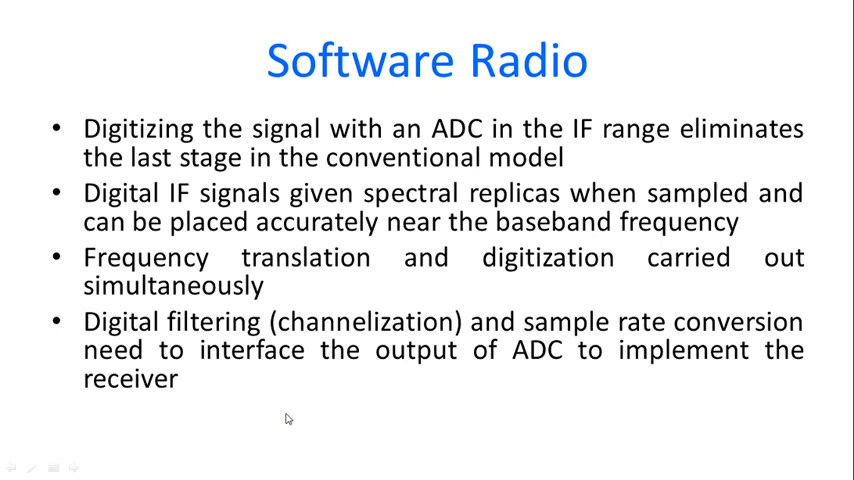 Software Radio
• Digitizing the signal with an ADC in the IF range eliminates
the last stage in the conventional model
• Digital IF signals given spectral replicas when sampled and
can be placed accurately near the baseband frequency
• Frequency translation and digitization carried out
simultaneously
• Digital filtering (channelization) and sample rate conversion
need to interface the output of ADC to implement the
receiver